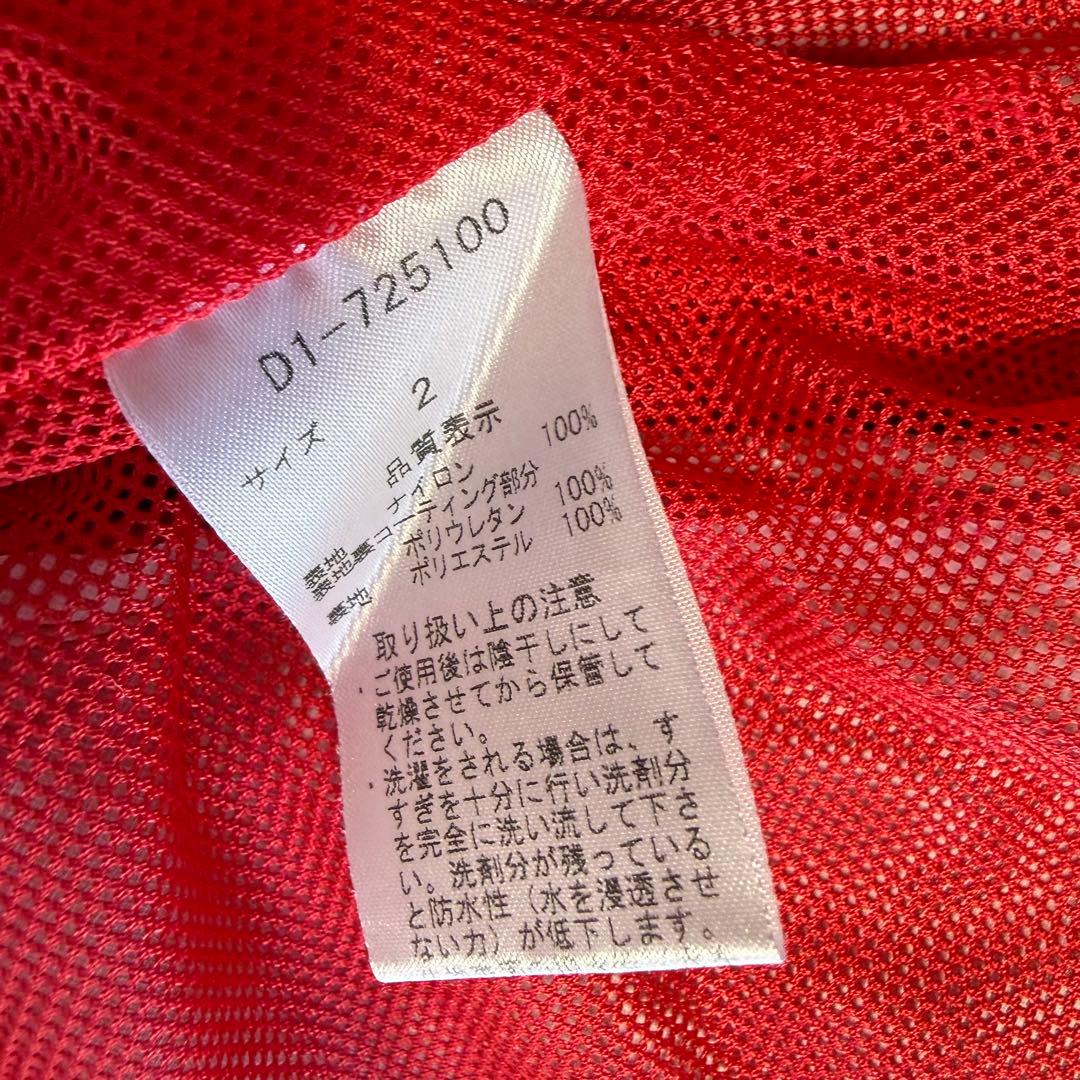 D1-725100
サイズ 2
品質表示
表地 ナイロン 100%
表地裏コーティング部分
ポリウレタン 100%
裏地 ポリエステル 100%
取り扱い上の注意
・ご使用後は陰干しにして
乾燥させてから保管して
ください。
・洗濯をされる場合は、す
すぎを十分に行い洗剤分
を完全に洗い流して下さ
い。洗剤分が残っている
と防水性（水を浸透させ
ない力）が低下します。